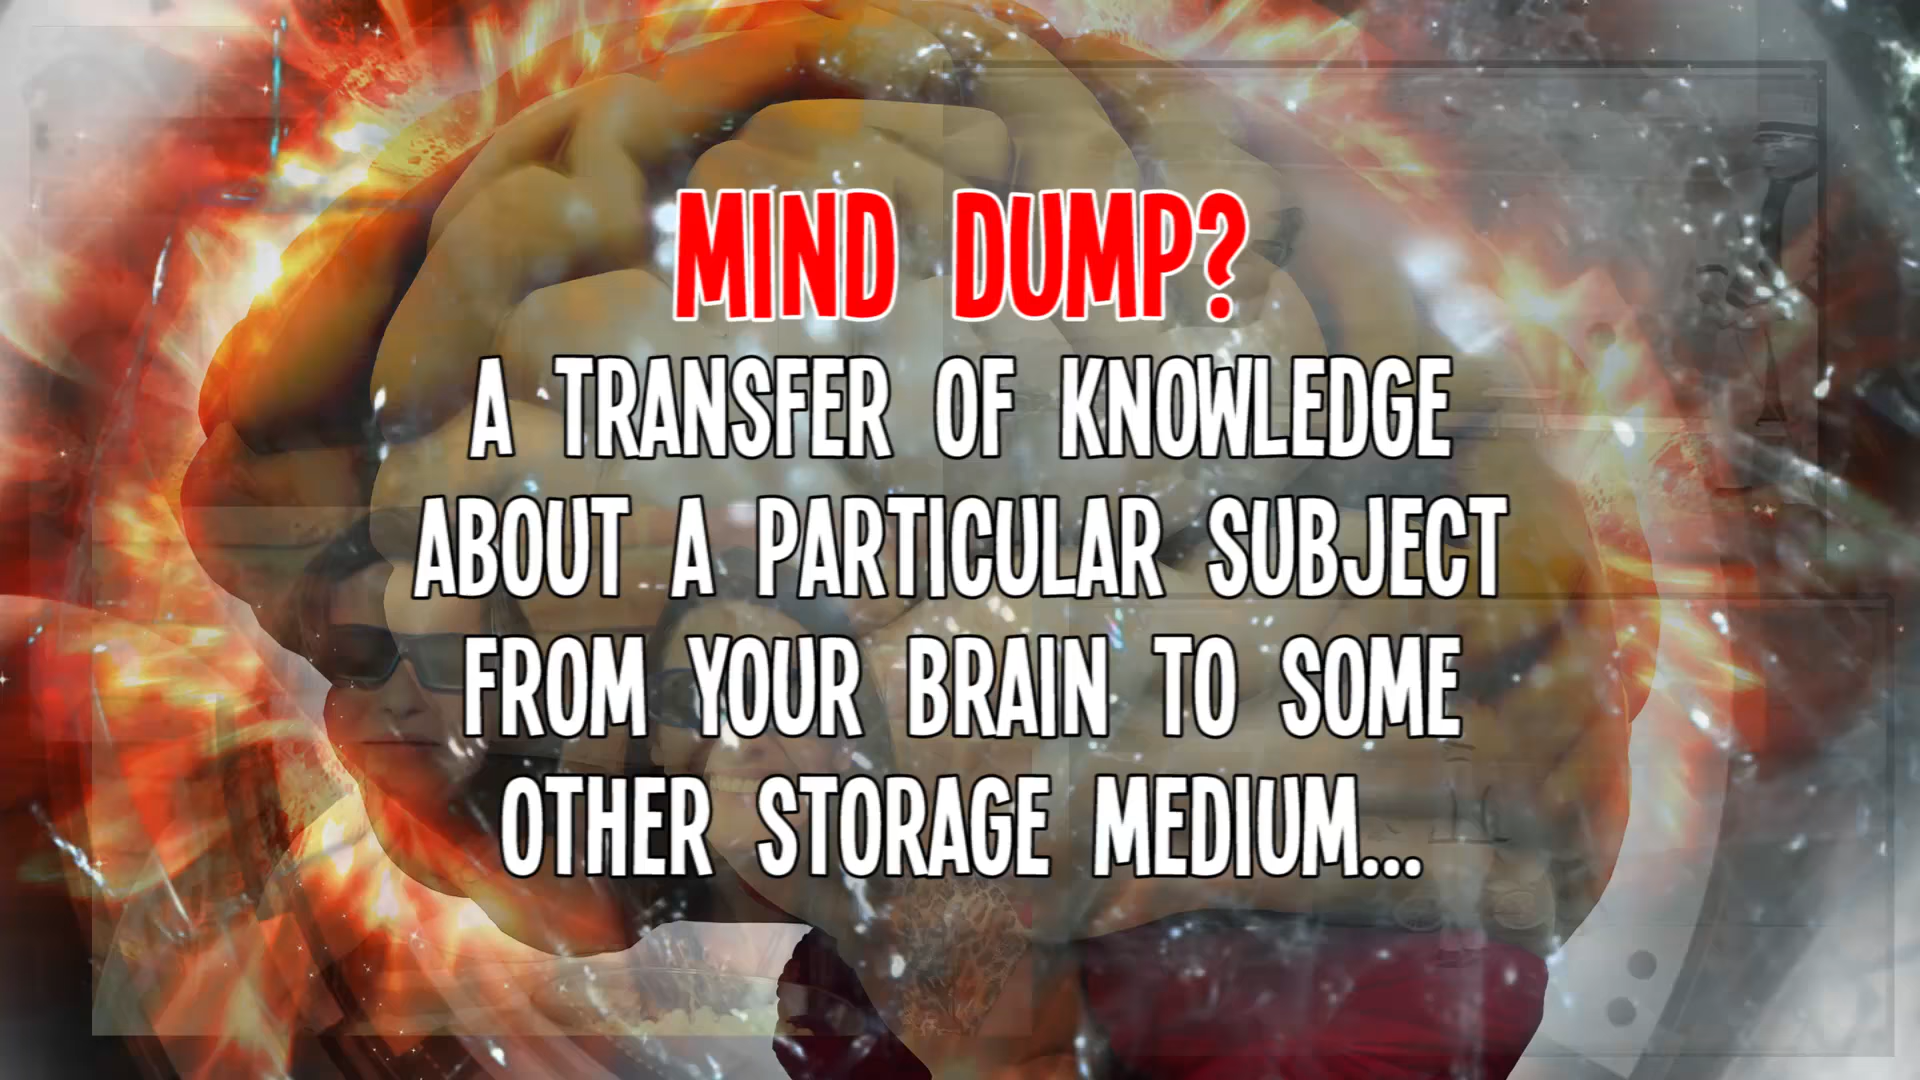 MIND DUMP?
A TRANSFER OF KNOWLEDGE
ABOUT A PARTICULAR SUBJECT
FROM YOUR BRAIN TO SOME
OTHER STORAGE MEDIUM...